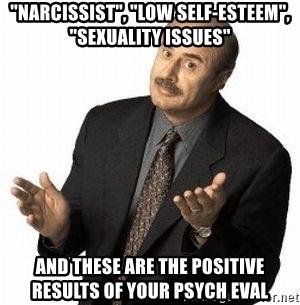 "NARCISSIST", "LOW SELF-ESTEEM",
"SEXUALITY ISSUES"
AND THESE ARE THE POSITIVE
RESULTS OF YOUR PSYCH EVAL